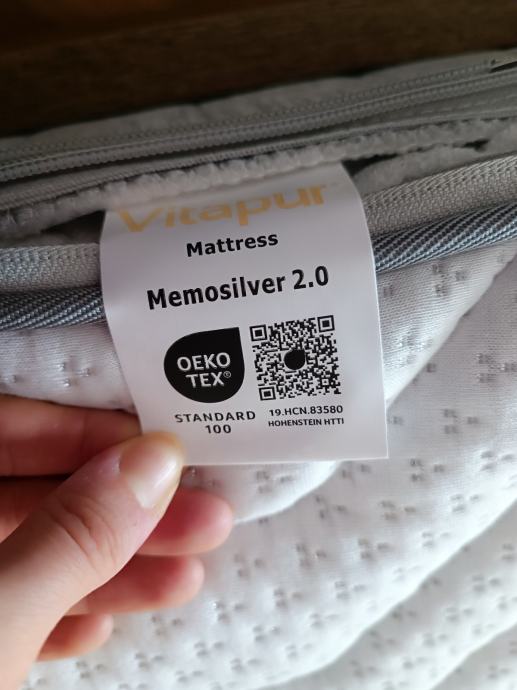 Vitapur
Mattress
Memosilver 2.0
OEKO
TEX®
STANDARD
100
19.HCN.83580
HOHENSTEIN HTTI